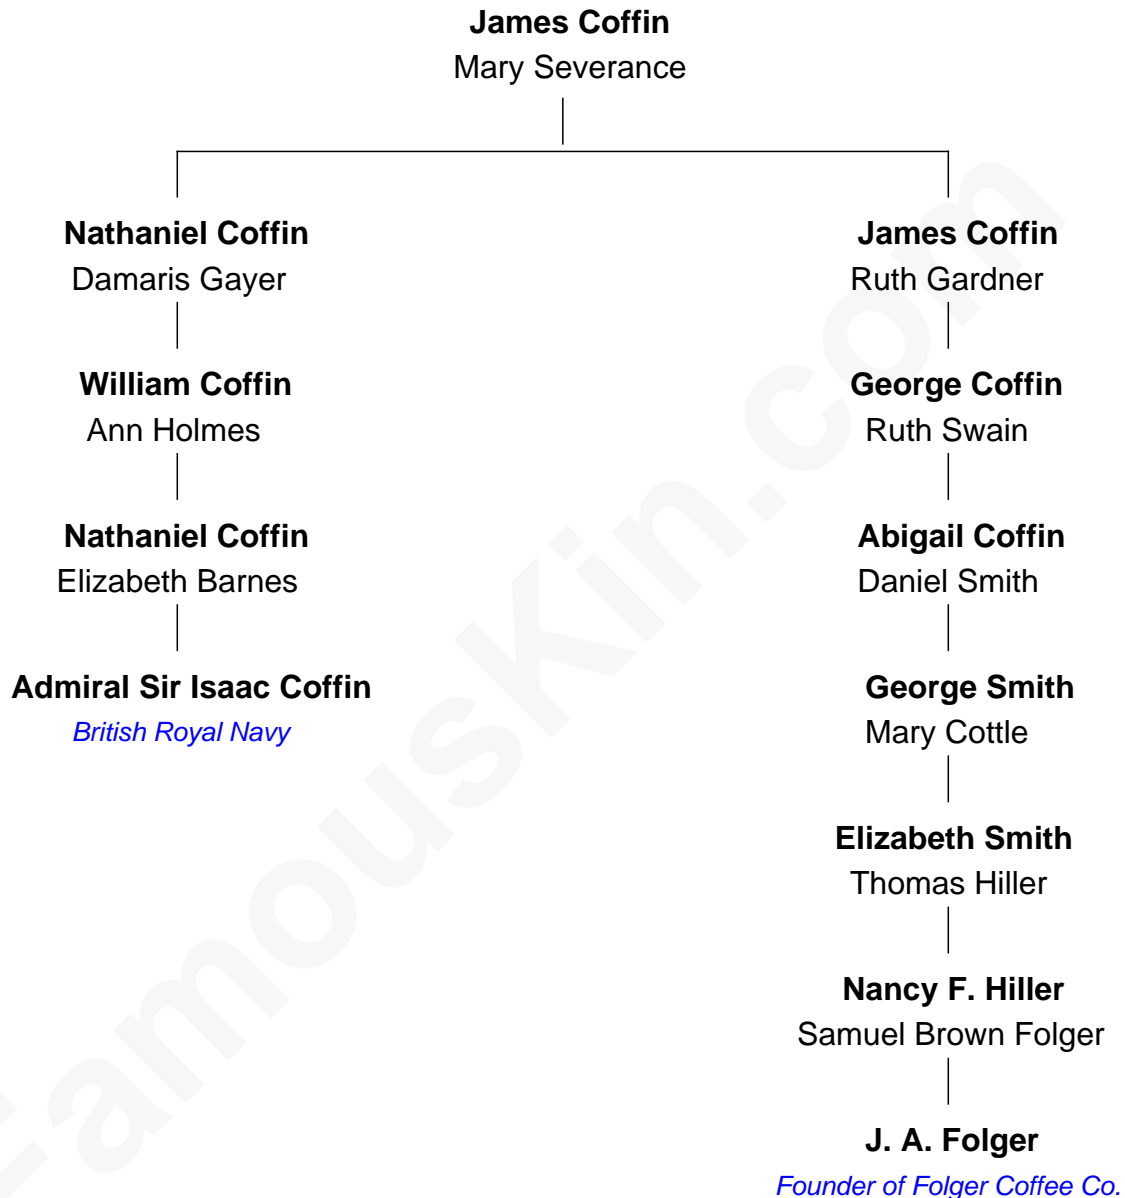 James Coffin
Mary Severance
Nathaniel Coffin
Damaris Gayer
James Coffin
Ruth Gardner
William Coffin
Ann Holmes
George Coffin
Ruth Swain
Nathaniel Coffin
Elizabeth Barnes
Abigail Coffin
Daniel Smith
Admiral Sir Isaac Coffin
British Royal Navy
George Smith
Mary Cottle
Elizabeth Smith
Thomas Hiller
Nancy F. Hiller
Samuel Brown Folger
J. A. Folger
Founder of Folger Coffee Co.
FamousKin.com